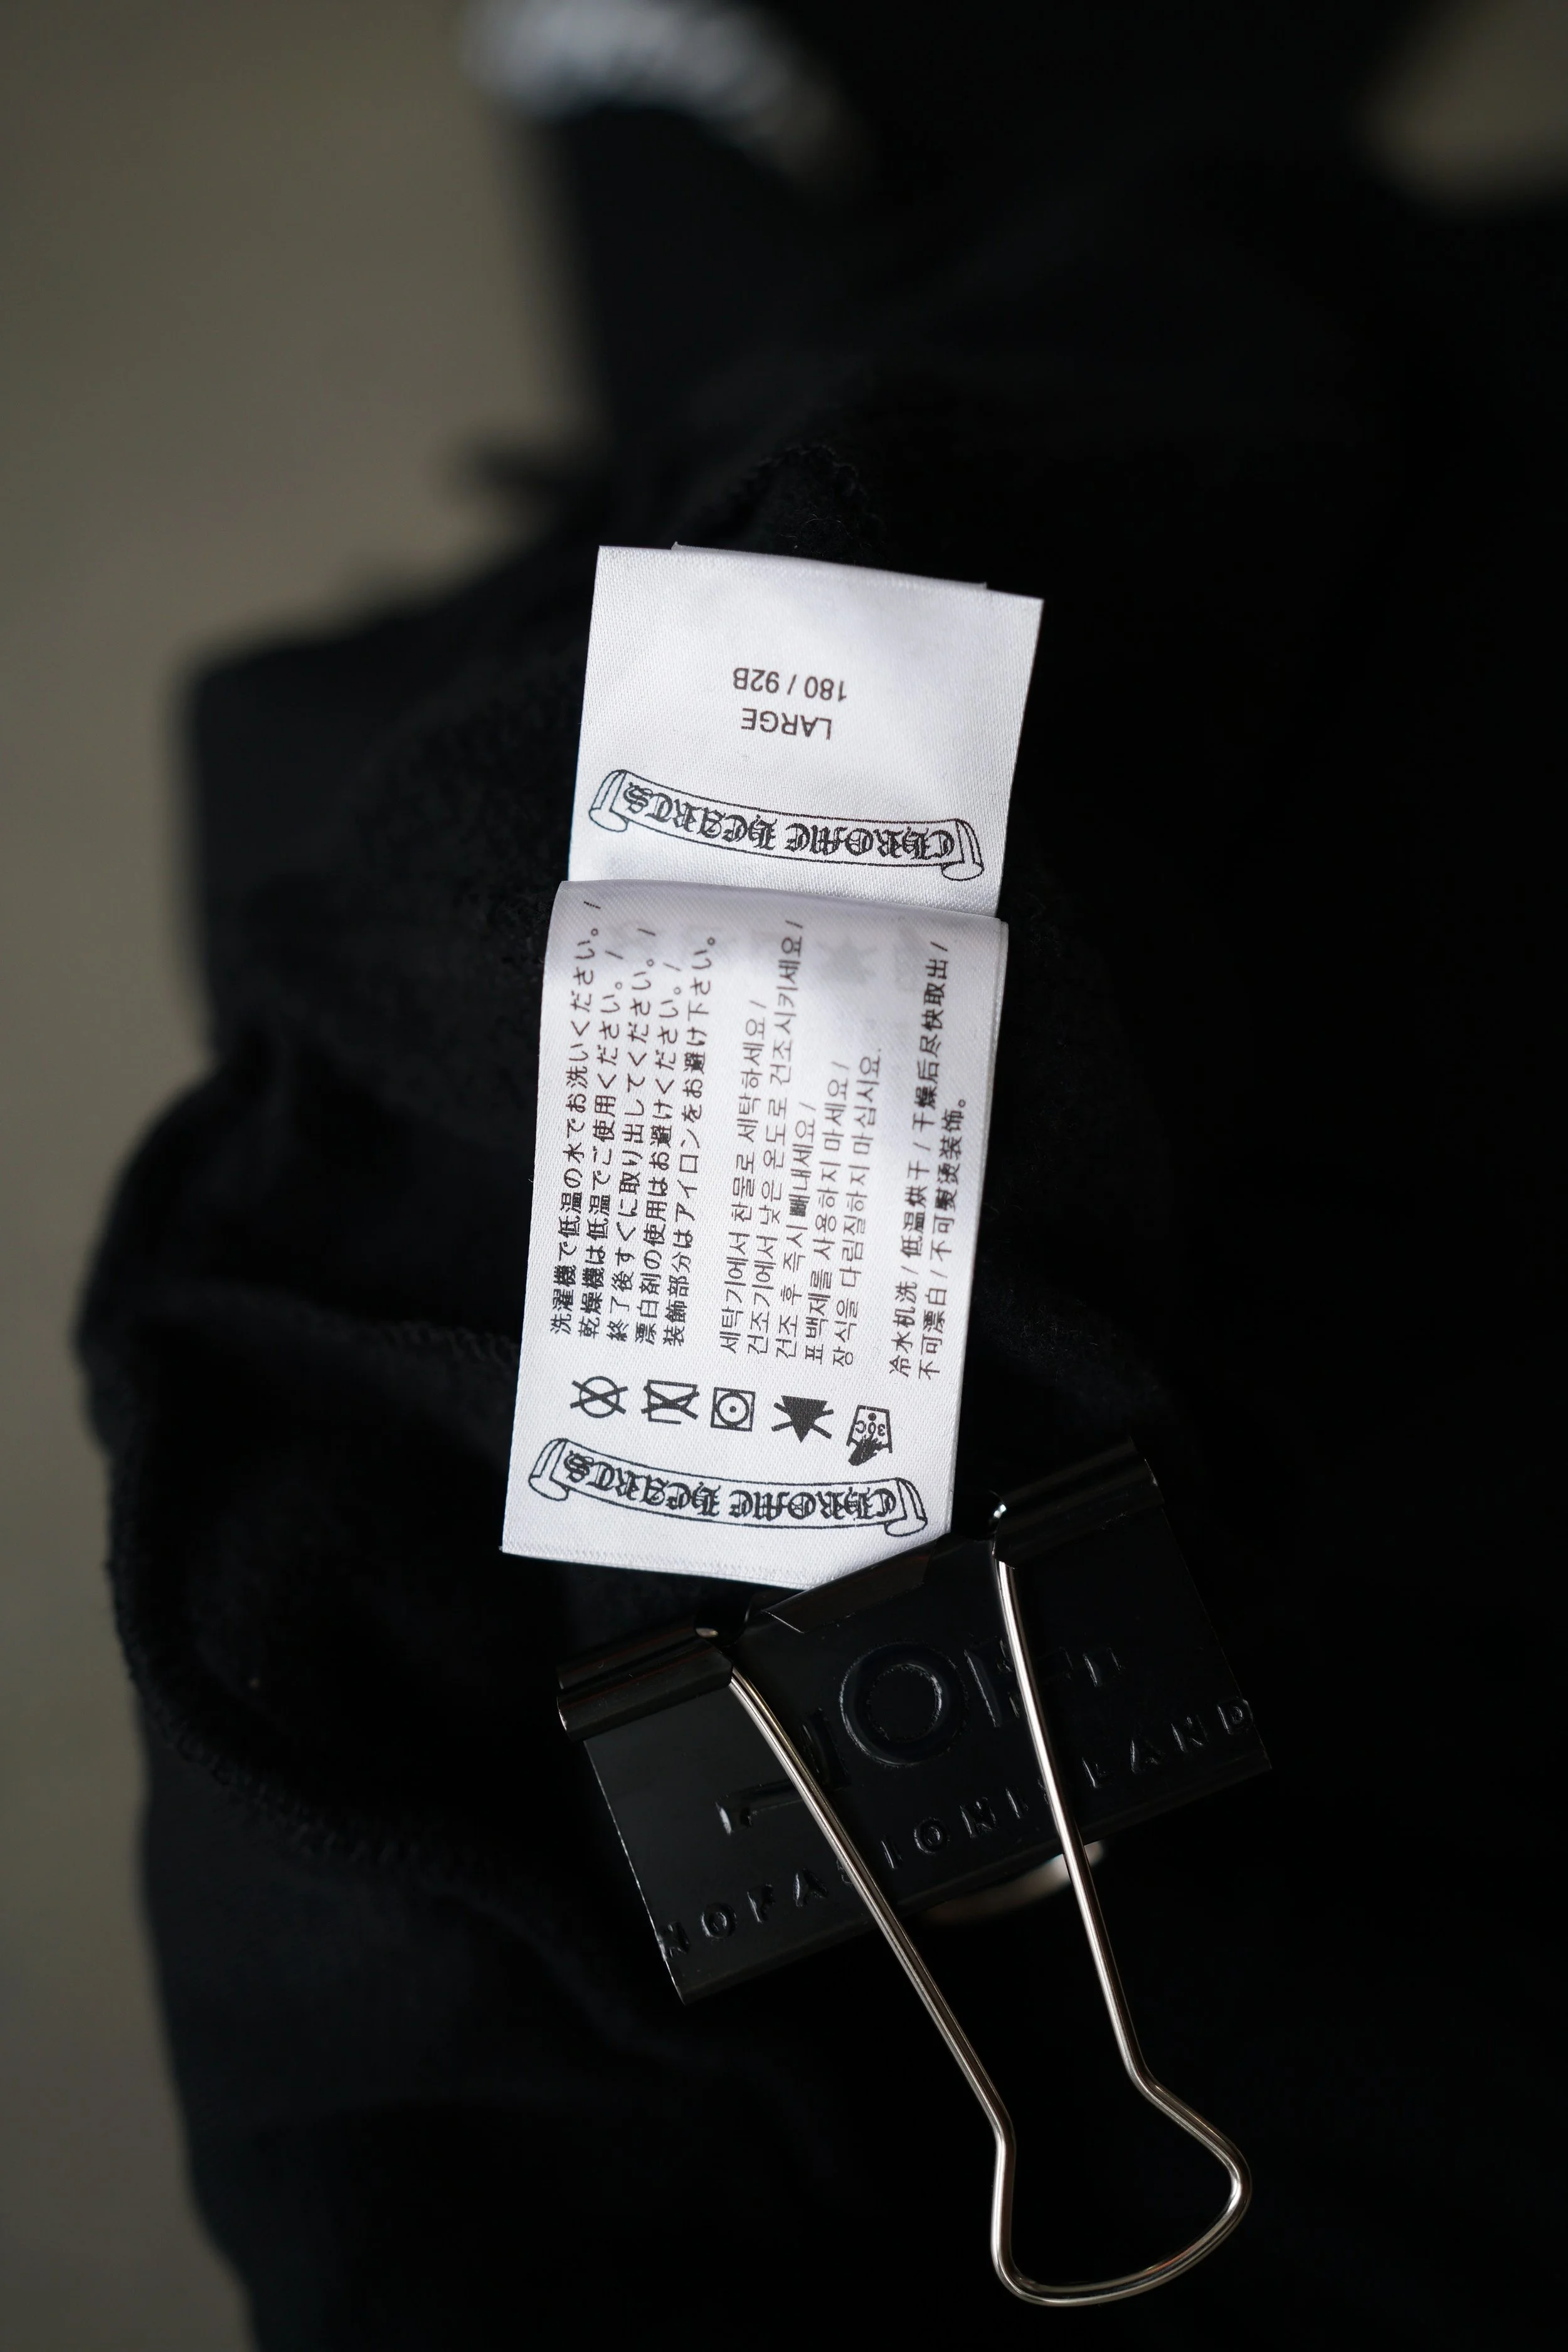 CHROME HEARTS
LARGE
180 / 92B
洗濯機で低温の水でお洗いください。 /
乾燥機は低温でご使用ください。 /
終了後すぐに取り出してください。 /
漂白剤の使用はお避けください。 /
装飾部分はアイロンをお避け下さい。
세탁기에서 찬물로 세탁하세요 /
건조기에서 낮은 온도로 건조시키세요 /
건조 후 즉시 빼내세요 /
표백제를 사용하지 마세요 /
장식을 다림질하지 마십시요.
冷水机洗 / 低温烘干 / 干燥后尽快取出 /
不可漂白 / 不可熨烫装饰。
30C
CHROME HEARTS